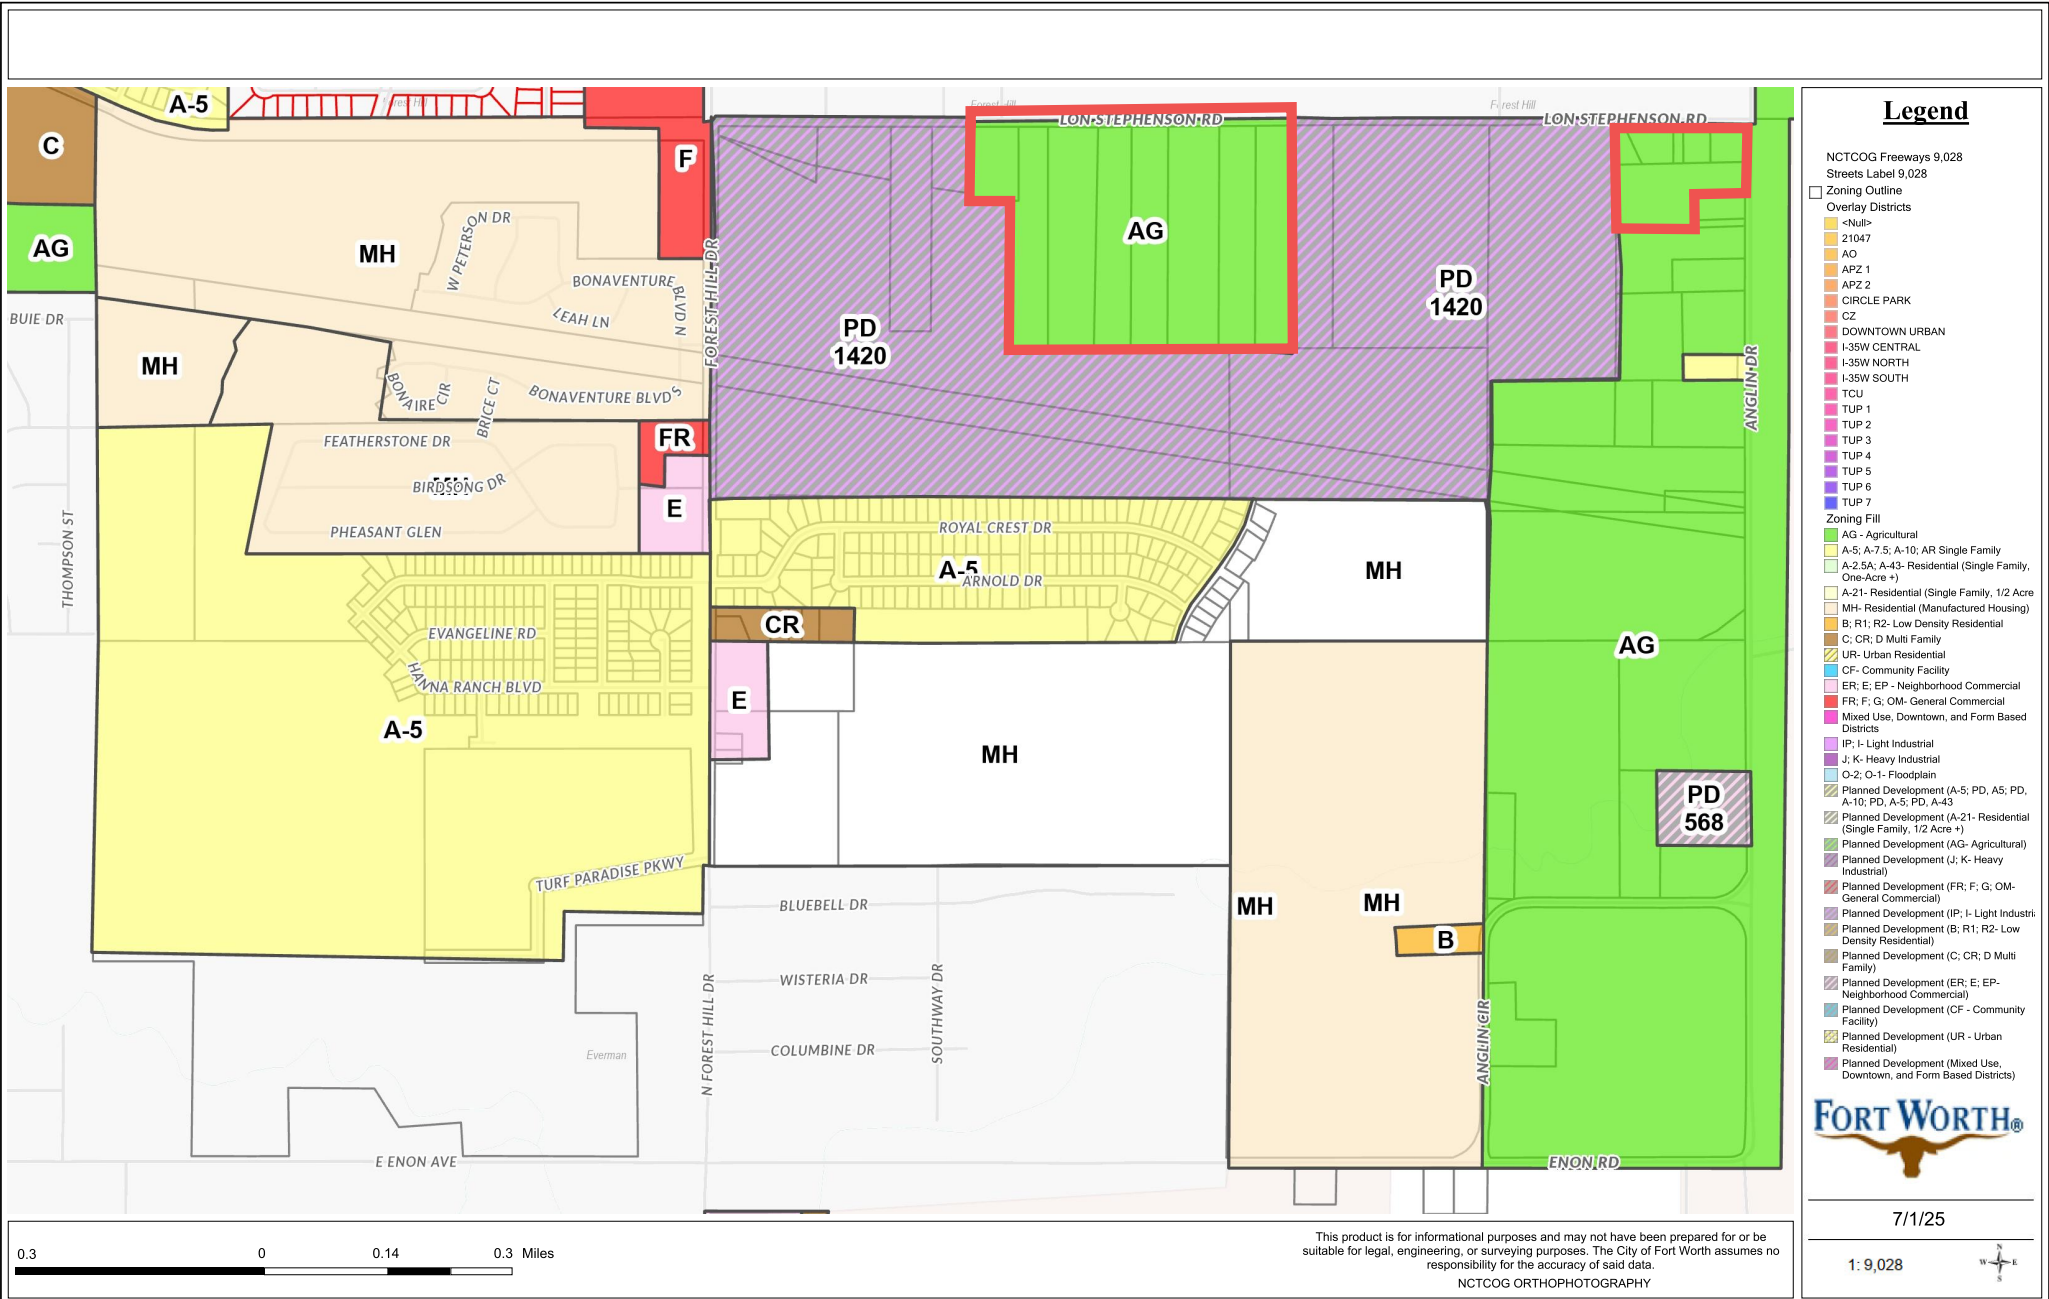 Forest Hill
Forest Hill
Forest Hill
A-5
C
F
LON STEPHENSON RD
LON STEPHENSON RD
AG
MH
AG
W PETERSON DR
BONAVENTURE
BLVD N
LEAH LN
FOREST HILL DR
PD
1420
PD
1420
BUIE DR
MH
BONAIRE CIR
BRICE CT
BONAVENTURE BLVD S
ANGLIN DR
FEATHERSTONE DR
FR
MH
BIRDSONG DR
E
PHEASANT GLEN
THOMPSON ST
ROYAL CREST DR
A-5
ARNOLD DR
MH
CR
EVANGELINE RD
AG
HANNA RANCH BLVD
E
A-5
MH
PD
568
TURF PARADISE PKWY
BLUEBELL DR
MH
MH
B
WISTERIA DR
N FOREST HILL DR
SOUTHWAY DR
ANGLIN CIR
COLUMBINE DR
Everman
E ENON AVE
ENON RD
Legend
NCTCOG Freeways 9,028
Streets Label 9,028
Zoning Outline
Overlay Districts
<Null>
21047
AO
APZ 1
APZ 2
CIRCLE PARK
CZ
DOWNTOWN URBAN
I-35W CENTRAL
I-35W NORTH
I-35W SOUTH
TCU
TUP 1
TUP 2
TUP 3
TUP 4
TUP 5
TUP 6
TUP 7
Zoning Fill
AG - Agricultural
A-5; A-7.5; A-10; AR Single Family
A-2.5A; A-43- Residential (Single Family,
One-Acre +)
A-21- Residential (Single Family, 1/2 Acre
MH- Residential (Manufactured Housing)
B; R1; R2- Low Density Residential
C; CR; D Multi Family
UR- Urban Residential
CF- Community Facility
ER; E; EP - Neighborhood Commercial
FR; F; G; OM- General Commercial
Mixed Use, Downtown, and Form Based
Districts
IP; I- Light Industrial
J; K- Heavy Industrial
O-2; O-1- Floodplain
Planned Development (A-5; PD, A5; PD,
A-10; PD, A-5; PD, A-43
Planned Development (A-21- Residential
(Single Family, 1/2 Acre +)
Planned Development (AG- Agricultural)
Planned Development (J; K- Heavy
Industrial)
Planned Development (FR; F; G; OM-
General Commercial)
Planned Development (IP; I- Light Industri
Planned Development (B; R1; R2- Low
Density Residential)
Planned Development (C; CR; D Multi
Family)
Planned Development (ER; E; EP-
Neighborhood Commercial)
Planned Development (CF - Community
Facility)
Planned Development (UR - Urban
Residential)
Planned Development (Mixed Use,
Downtown, and Form Based Districts)
FORT WORTH®
7/1/25
1: 9,028
N
W E
S
0.3 0 0.14 0.3 Miles
This product is for informational purposes and may not have been prepared for or be
suitable for legal, engineering, or surveying purposes. The City of Fort Worth assumes no
responsibility for the accuracy of said data.
NCTCOG ORTHOPHOTOGRAPHY